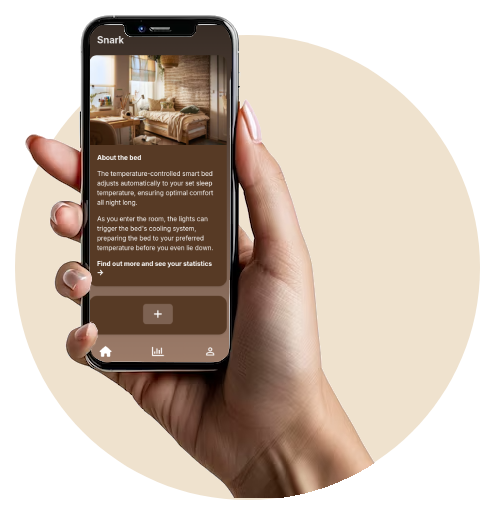 Snark
About the bed
The temperature-controlled smart bed
adjusts automatically to your set sleep
temperature, ensuring optimal comfort
all night long.
As you enter the room, the lights can
trigger the bed's cooling system,
preparing the bed to your preferred
temperature before you even lie down.
Find out more and see your statistics
→
+